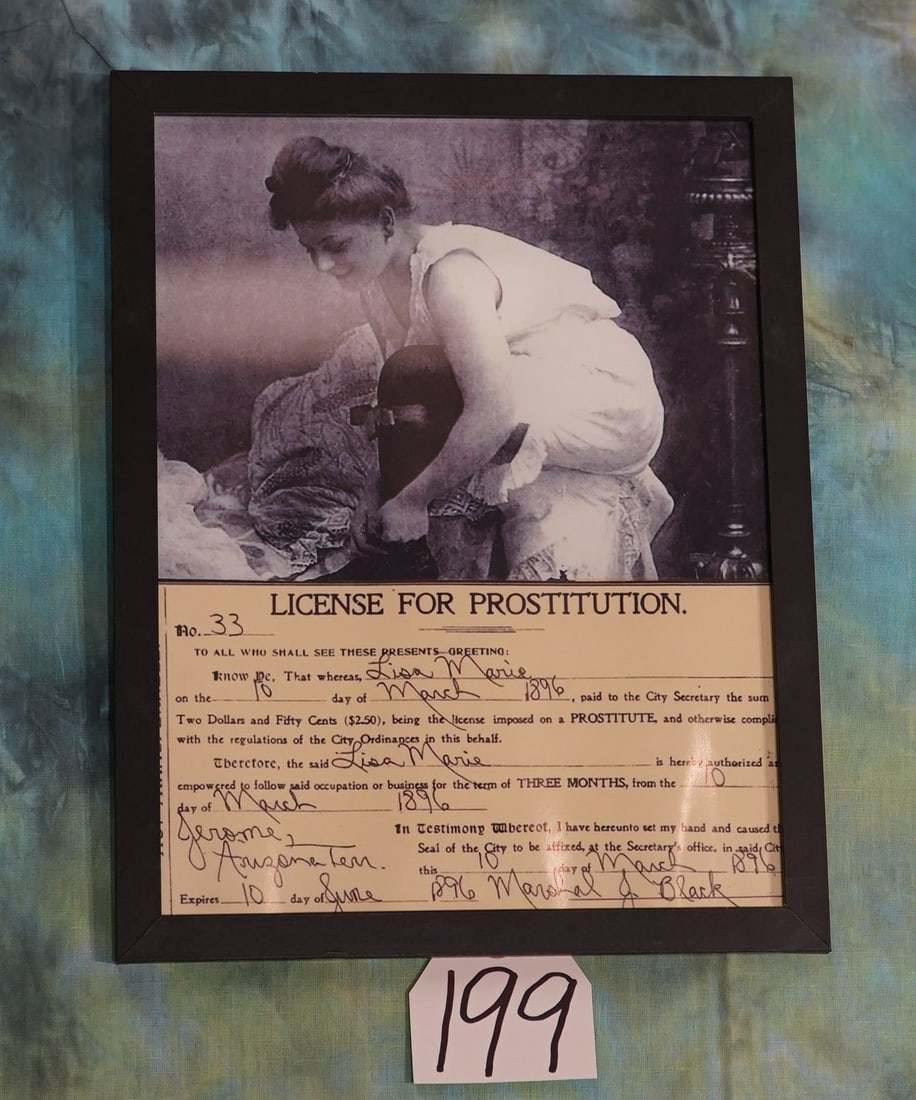 LICENSE FOR PROSTITUTION.
No. 33
TO ALL WHO SHALL SEE THESE PRESENTS GREETING:
Know Ye, That whereas, Lisa Marie
on the 10 day of March 1896, paid to the City Secretary the sum
Two Dollars and Fifty Cents ($2.50), being the license imposed on a PROSTITUTE, and otherwise compli
with the regulations of the City Ordinances in this behalf.
Therefore, the said Lisa Marie is hereby authorized a
empowered to follow said occupation or business for the term of THREE MONTHS, from the 10
day of March 1896
Jerome,
Arizona Terr.
In Testimony Whereof, I have hereunto set my hand and caused t
Seal of the City to be affixed, at the Secretary's office, in said Cit
this 10 day of March 1896
Expires 10 day of June 1896 Marshal J. Black
199